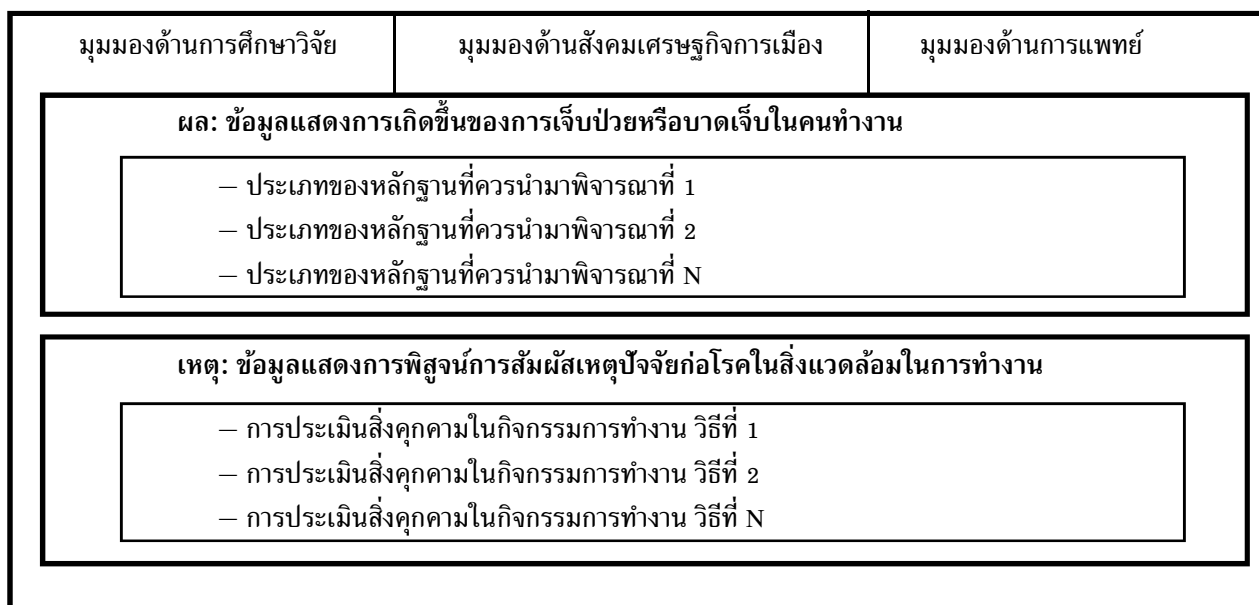 มุมมองด้านการศึกษาวิจัย มุมมองด้านสังคมเศรษฐกิจการเมือง มุมมองด้านการแพทย์
ผล: ข้อมูลแสดงการเกิดขึ้นของการเจ็บป่วยหรือบาดเจ็บในคนทำงาน
– ประเภทของหลักฐานที่ควรนำมาพิจารณาที่ 1
– ประเภทของหลักฐานที่ควรนำมาพิจารณาที่ 2
– ประเภทของหลักฐานที่ควรนำมาพิจารณาที่ N
เหตุ: ข้อมูลแสดงการพิสูจน์การสัมผัสเหตุปัจจัยก่อโรคในสิ่งแวดล้อมในการทำงาน
– การประเมินสิ่งคุกคามในกิจกรรมการทำงาน วิธีที่ 1
– การประเมินสิ่งคุกคามในกิจกรรมการทำงาน วิธีที่ 2
– การประเมินสิ่งคุกคามในกิจกรรมการทำงาน วิธีที่ N